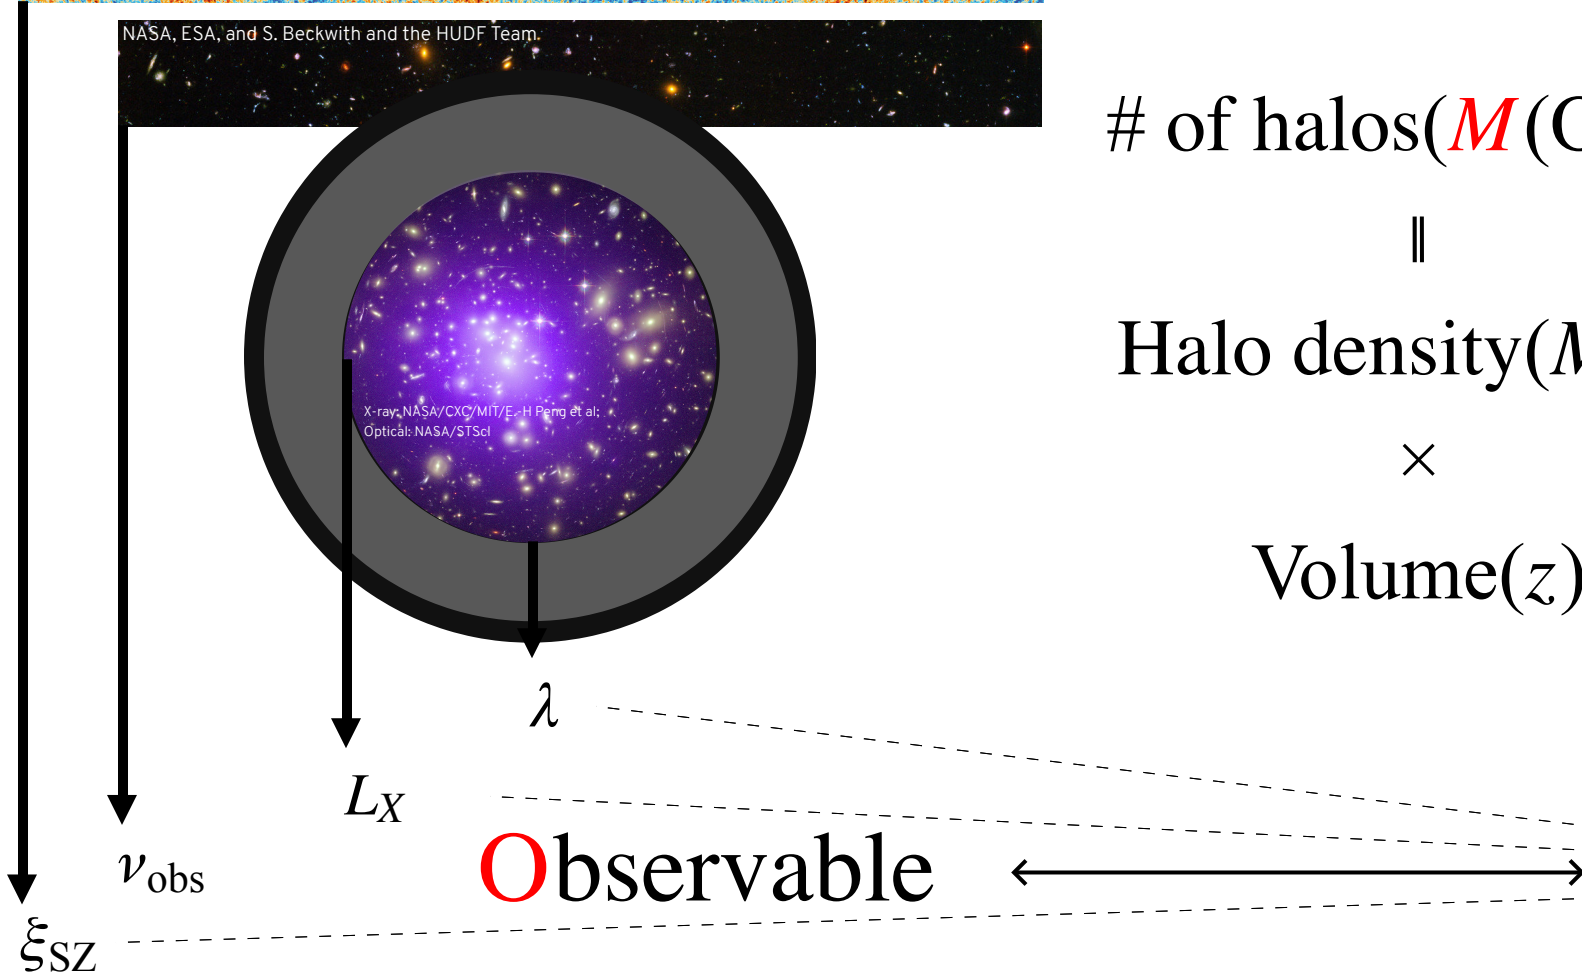 NASA, ESA, and S. Beckwith and the HUDF Team.
# of halos(M(
‖
Halo density(
×
Volume(z)
X-ray: NASA/CXC/MIT/E.-H Peng et al;
Optical: NASA/STScI
λ
L_X
ν_obs
Observable
ξ_SZ